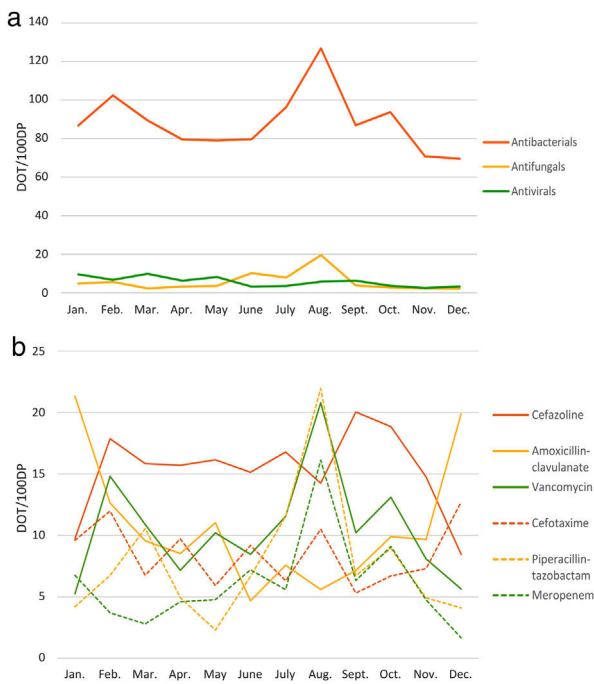 a
140
120
100
80
60
40
20
0
DOT/100DP
Jan. Feb. Mar. Apr. May. June July Aug. Sept. Oct. Nov. Dec.
Antibacterials
Antifungals
Antivirals
b
25
20
15
10
5
0
DOT/100DP
Jan. Feb. Mar. Apr. May. June July Aug. Sept. Oct. Nov. Dec.
Cefazoline
Amoxicillin-
clavulanate
Vancomycin
Cefotaxime
Piperacillin-
tazobactam
Meropenem